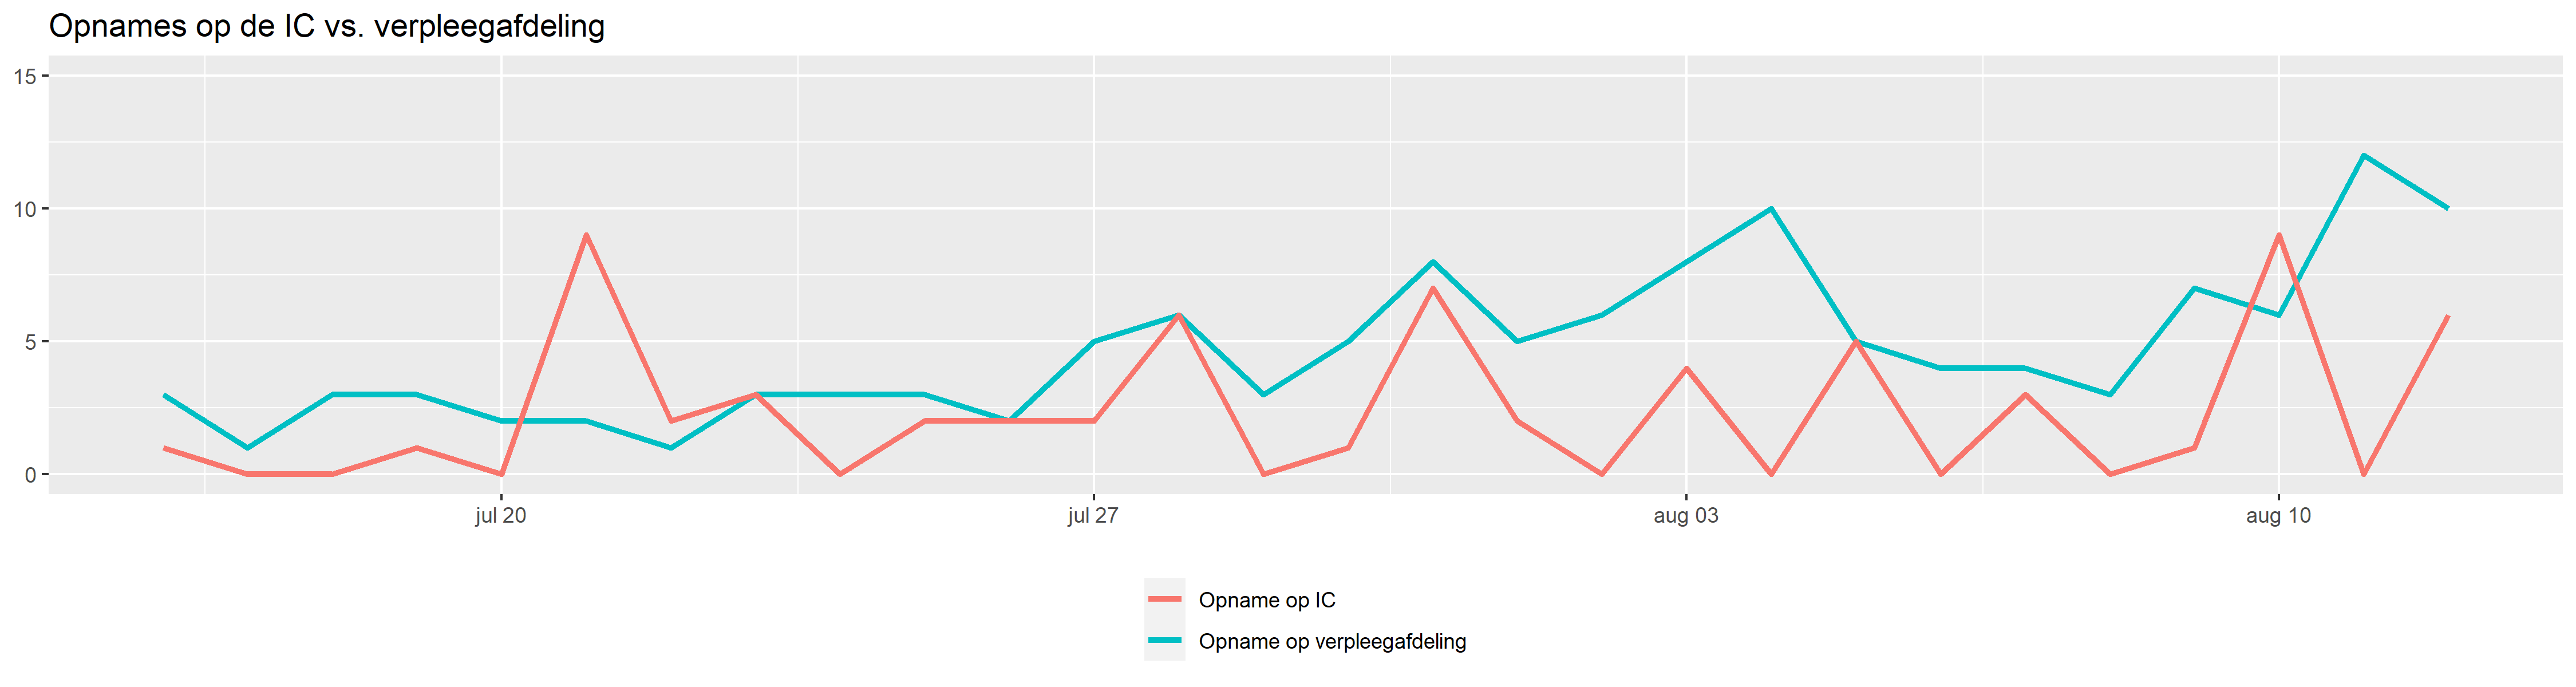 Opnames op de IC vs. verpleegafdeling
15
10
5
0
jul 20 jul 27 aug 03 aug 10
Opname op IC
Opname op verpleegafdeling